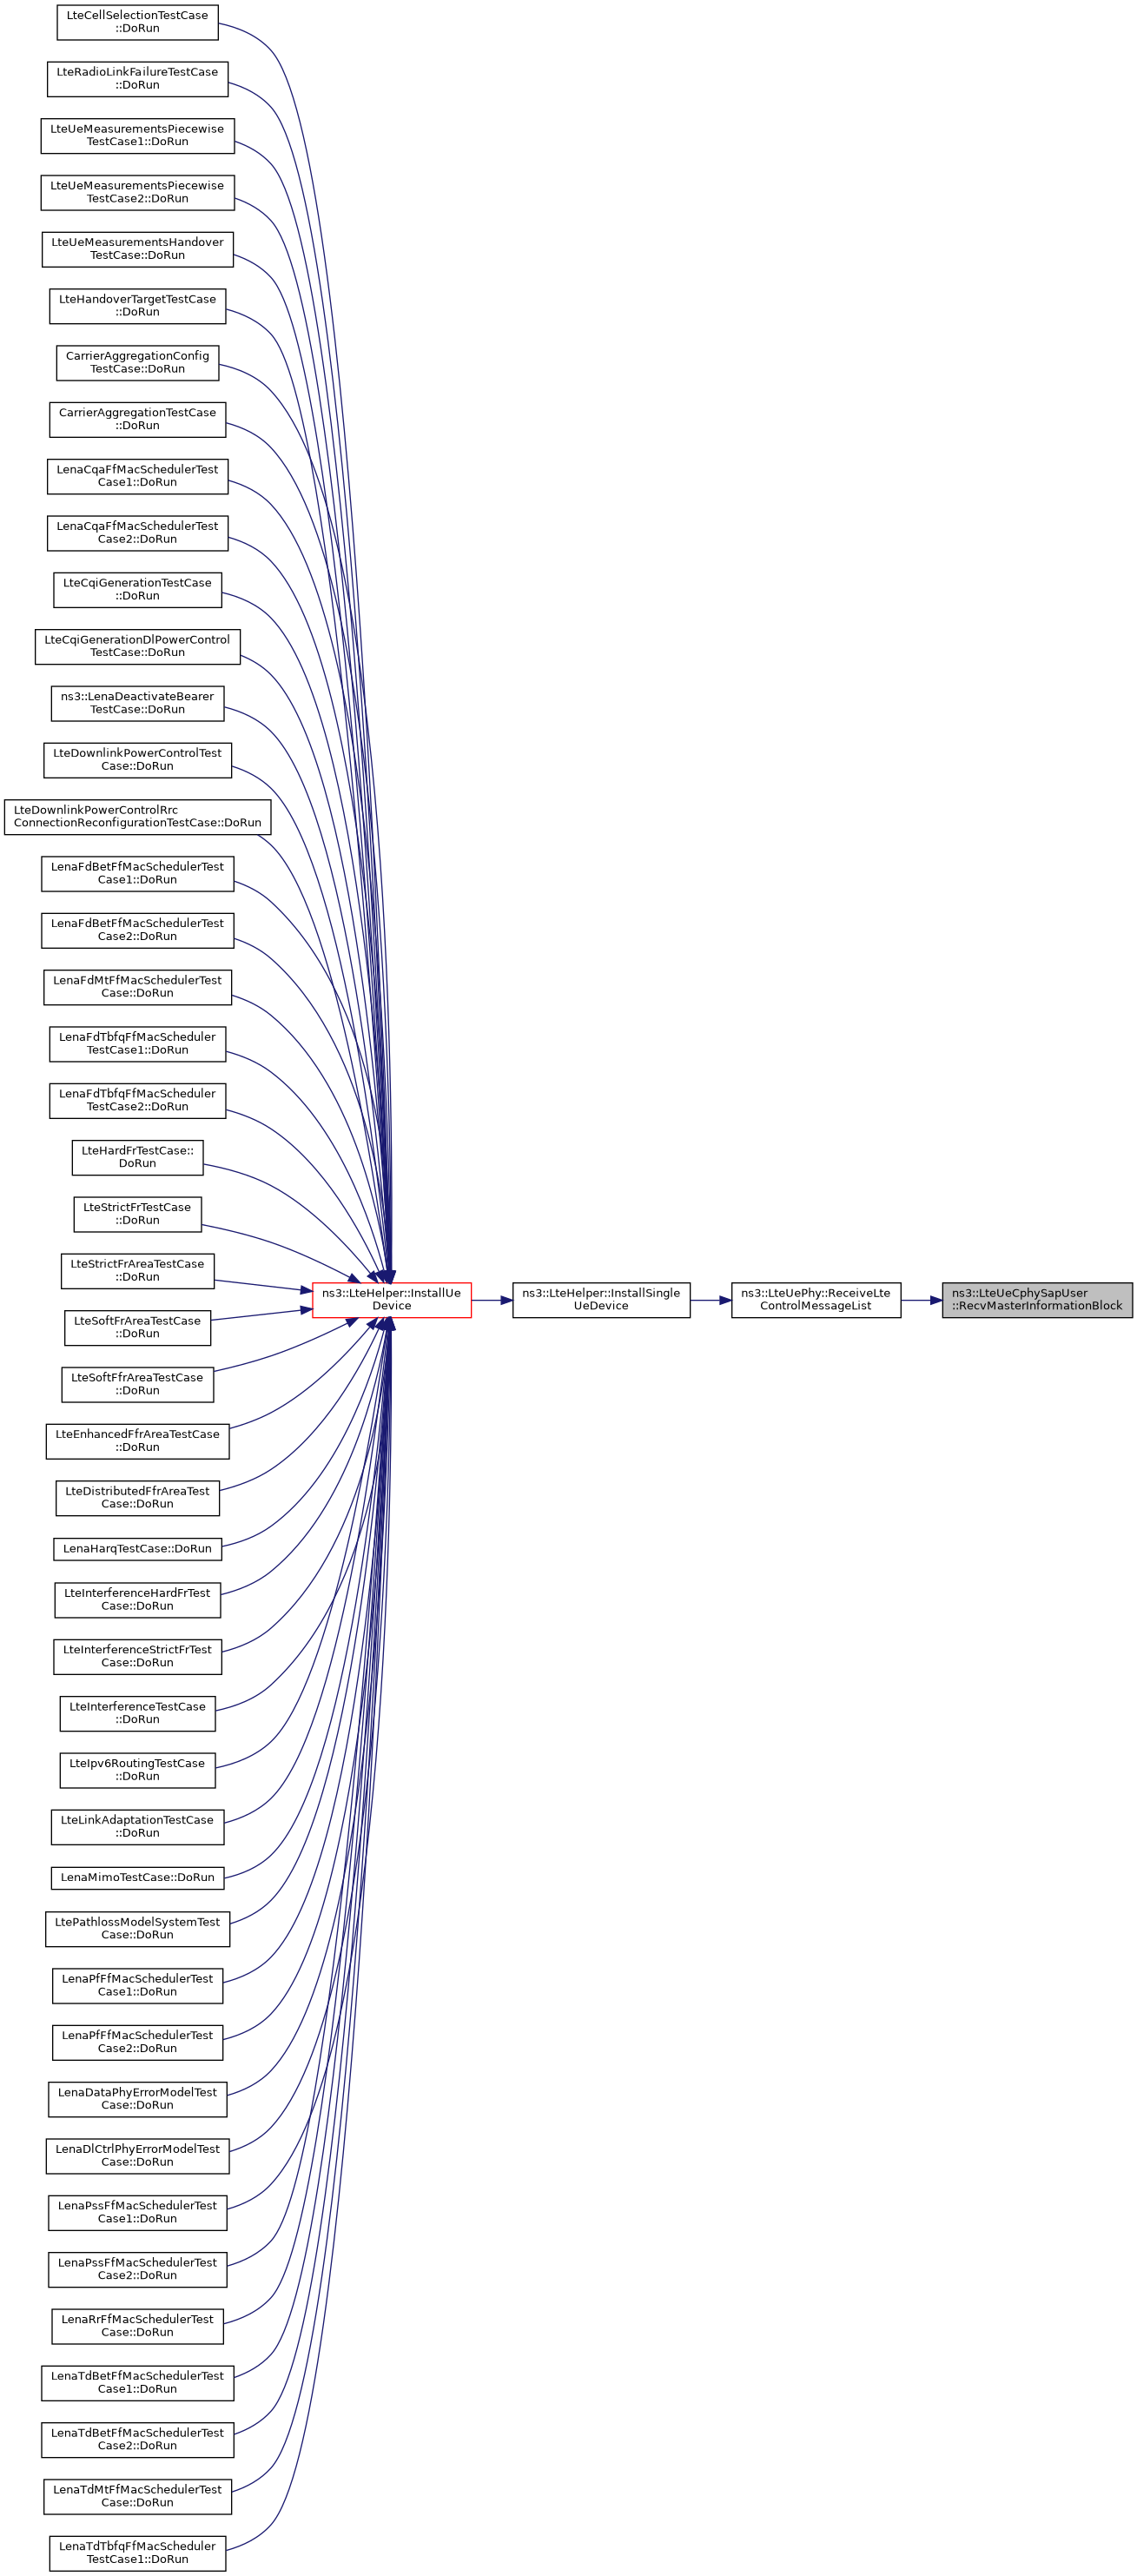 LteCellSelectionTestCase
::DoRun
LteRadioLinkFailureTestCase
::DoRun
LteUeMeasurementsPiecewise
TestCase1::DoRun
LteUeMeasurementsPiecewise
TestCase2::DoRun
LteUeMeasurementsHandover
TestCase::DoRun
LteHandoverTargetTestCase
::DoRun
CarrierAggregationConfig
TestCase::DoRun
CarrierAggregationTestCase
::DoRun
LenaCqaFfMacSchedulerTest
Case1::DoRun
LenaCqaFfMacSchedulerTest
Case2::DoRun
LteCqiGenerationTestCase
::DoRun
LteCqiGenerationDlPowerControl
TestCase::DoRun
ns3::LenaDeactivateBearer
TestCase::DoRun
LteDownlinkPowerControlTest
Case::DoRun
LteDownlinkPowerControlRrc
ConnectionReconfigurationTestCase::DoRun
LenaFdBetFfMacSchedulerTest
Case1::DoRun
LenaFdBetFfMacSchedulerTest
Case2::DoRun
LenaFdMtFfMacSchedulerTest
Case::DoRun
LenaFdTbfqFfMacScheduler
TestCase1::DoRun
LenaFdTbfqFfMacScheduler
TestCase2::DoRun
LteHardFrTestCase::
DoRun
LteStrictFrTestCase
::DoRun
LteStrictFrAreaTestCase
::DoRun
LteSoftFrAreaTestCase
::DoRun
LteSoftFfrAreaTestCase
::DoRun
LteEnhancedFfrAreaTestCase
::DoRun
LteDistributedFfrAreaTest
Case::DoRun
LenaHarqTestCase::DoRun
LteInterferenceHardFrTest
Case::DoRun
LteInterferenceStrictFrTest
Case::DoRun
LteInterferenceTestCase
::DoRun
LteIpv6RoutingTestCase
::DoRun
LteLinkAdaptationTestCase
::DoRun
LenaMimoTestCase::DoRun
LtePathlossModelSystemTest
Case::DoRun
LenaPfFfMacSchedulerTest
Case1::DoRun
LenaPfFfMacSchedulerTest
Case2::DoRun
LenaDataPhyErrorModelTest
Case::DoRun
LenaDlCtrlPhyErrorModelTest
Case::DoRun
LenaPssFfMacSchedulerTest
Case1::DoRun
LenaPssFfMacSchedulerTest
Case2::DoRun
LenaRrFfMacSchedulerTest
Case::DoRun
LenaTdBetFfMacSchedulerTest
Case1::DoRun
LenaTdBetFfMacSchedulerTest
Case2::DoRun
LenaTdMtFfMacSchedulerTest
Case::DoRun
LenaTdTbfqFfMacScheduler
TestCase1::DoRun
ns3::LteHelper::InstallUe
Device
ns3::LteHelper::InstallSingle
UeDevice
ns3::LteUePhy::ReceiveLte
ControlMessageList
ns3::LteUeCphySapUser
::RecvMasterInformationBlock